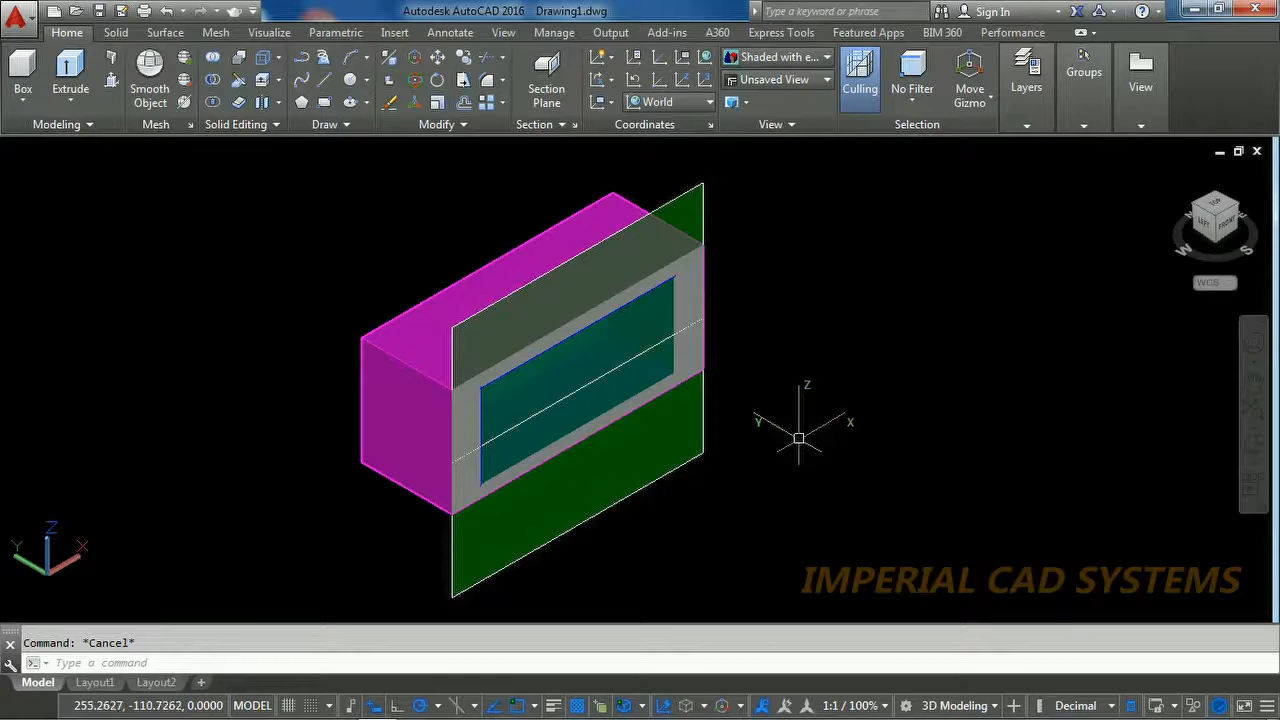 Autodesk AutoCAD 2016 Drawing1.dwg
Type a keyword or phrase
Sign In
Home Solid Surface Mesh Visualize Parametric Insert Annotate View Manage Output Add-ins A360 Express Tools Featured Apps BIM 360 Performance
Shaded with e...
Unsaved View
World
Box Extrude Smooth Object Section Plane Culling No Filter Move Gizmo Layers Groups View
Modeling Mesh Solid Editing Draw Modify Section Coordinates View Selection
TOP
LEFT FRONT
W S
WCS
Z
Y X
Z
Y X
IMPERIAL CAD SYSTEMS
Command: *Cancel*
Type a command
Model Layout1 Layout2 +
255.2627, -110.7262, 0.0000 MODEL 1:1 / 100% 3D Modeling Decimal